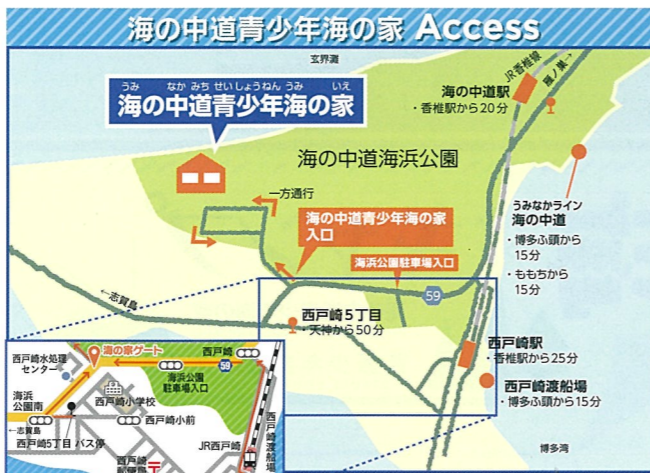 海の中道青少年海の家 Access
玄界灘
JR香椎線
雁ノ巣→
うみ なか みち せいしょうねん うみ いえ
海の中道青少年海の家
海の中道駅
・香椎駅から20分
海の中道海浜公園
一方通行
うみなかライン
海の中道
・博多ふ頭から
15分
・ももちから
15分
海の中道青少年海の家
入口
海浜公園駐車場入口
59
←志賀島
西戸崎5丁目
・天神から50分
西戸崎駅
・香椎駅から25分
西戸崎渡船場
・博多ふ頭から15分
博多湾
海の家ゲート
西戸崎
西戸崎水処理
センター
59
海浜公園
駐車場入口
海浜
公園南
西戸崎小学校
西戸崎小前
←志賀島
西戸崎5丁目 バス停
JR西戸崎
西戸崎渡船場
西戸崎